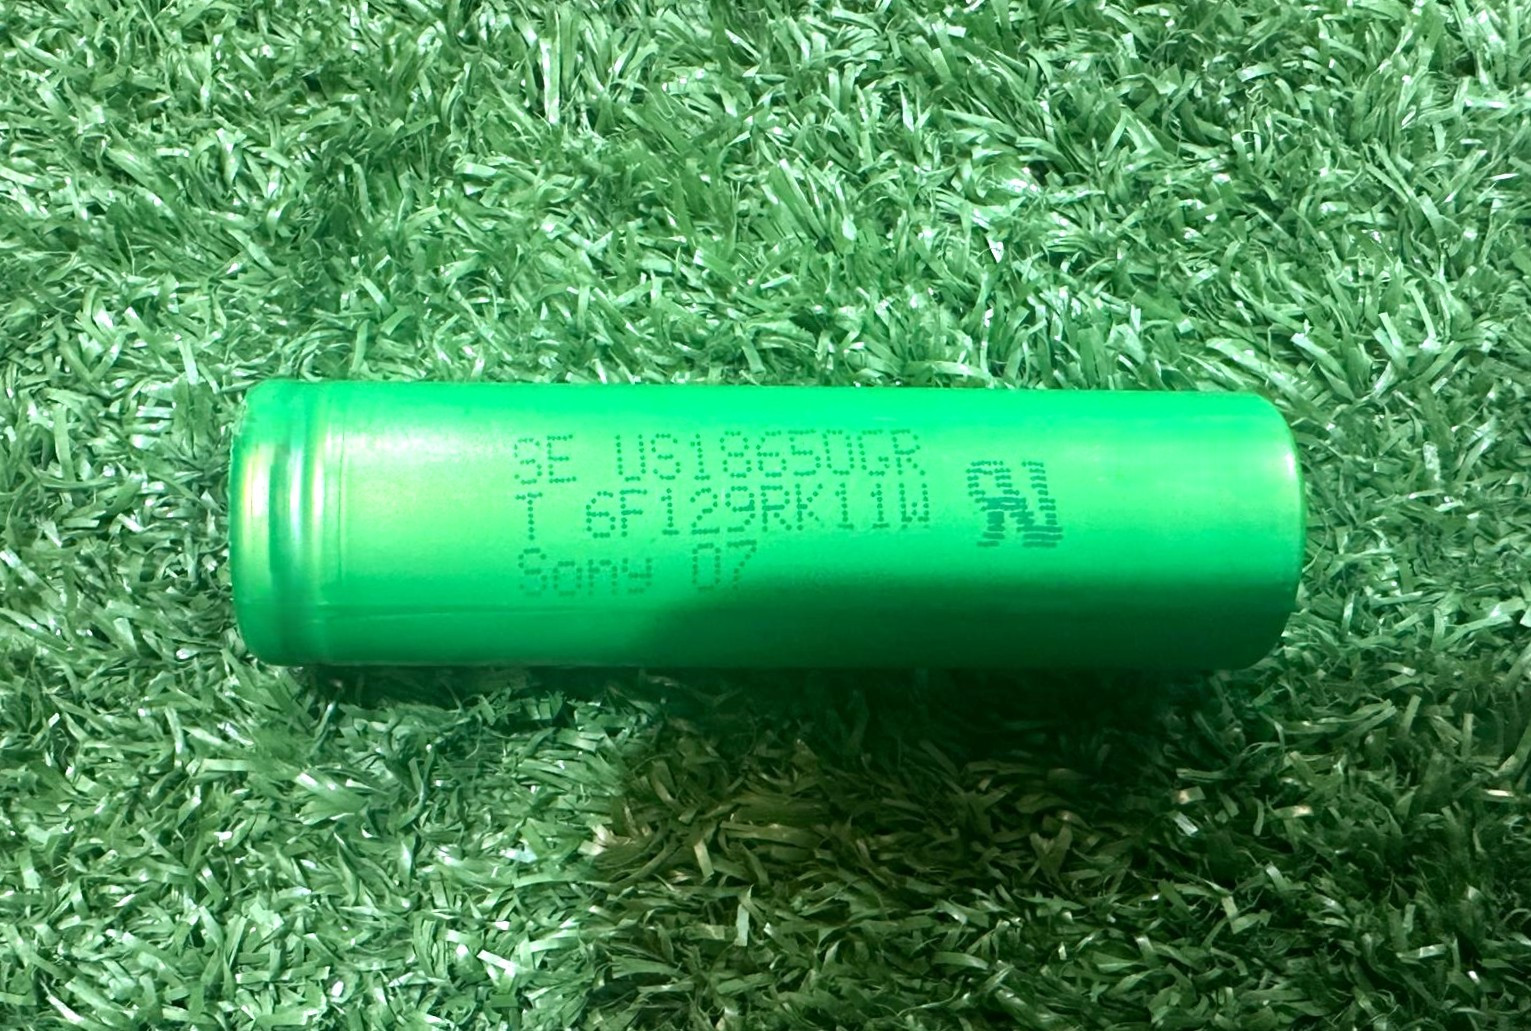 SE US18650GR
T 6F129RK11W
Sony 07